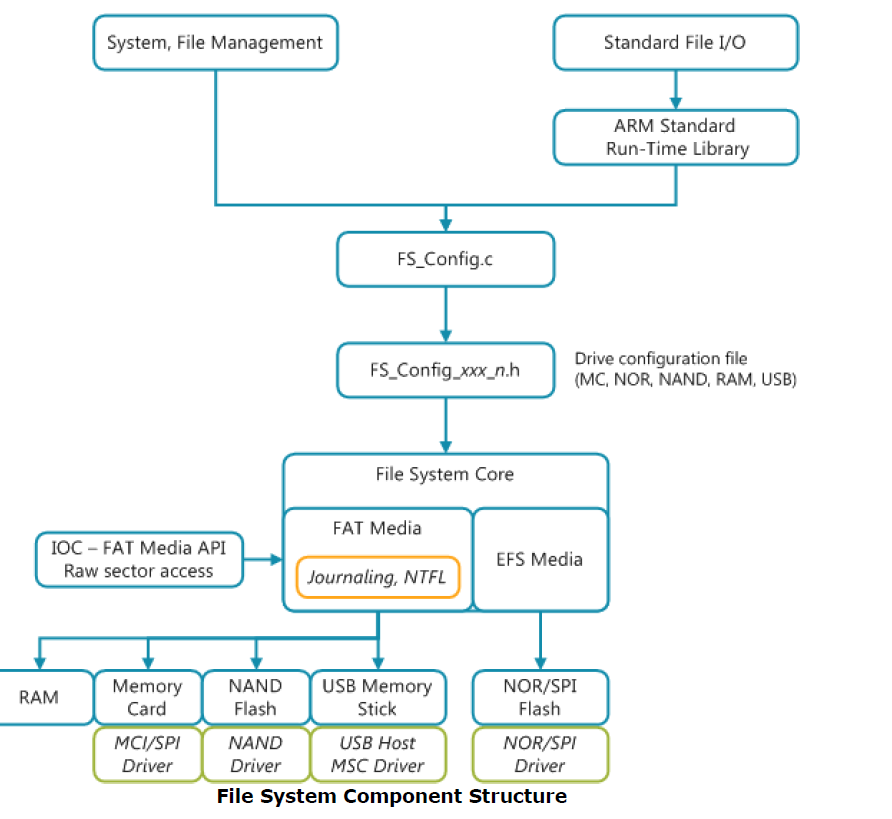 System, File Management
Standard File I/O
ARM Standard
Run-Time Library
FS_Config.c
FS_Config_xxx_n.h
Drive configuration file
(MC, NOR, NAND, RAM, USB)
File System Core
FAT Media
Journaling, NTFL
EFS Media
IOC – FAT Media API
Raw sector access
RAM
Memory
Card
NAND
Flash
USB Memory
Stick
NOR/SPI
Flash
MCI/SPI
Driver
NAND
Driver
USB Host
MSC Driver
NOR/SPI
Driver
File System Component Structure